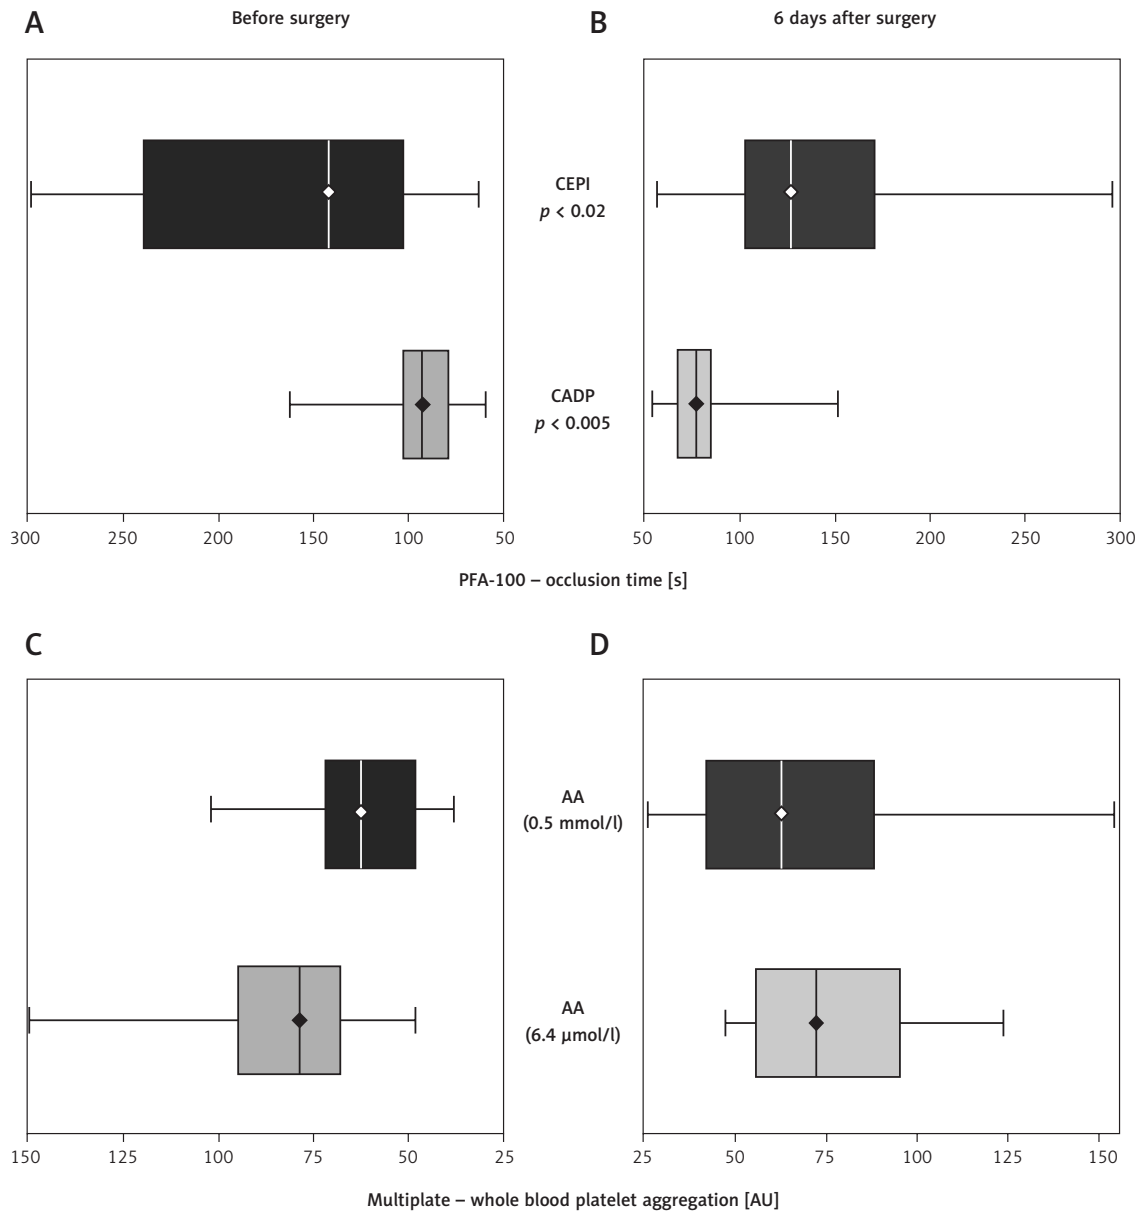 A
Before surgery
B
6 days after surgery
CEPI
p < 0.02
CADP
p < 0.005
300 250 200 150 100 50
50 100 150 200 250 300
PFA-100 – occlusion time [s]
C
D
AA
(0.5 mmol/l)
AA
(6.4 μmol/l)
150 125 100 75 50 25
25 50 75 100 125 150
Multiplate – whole blood platelet aggregation [AU]